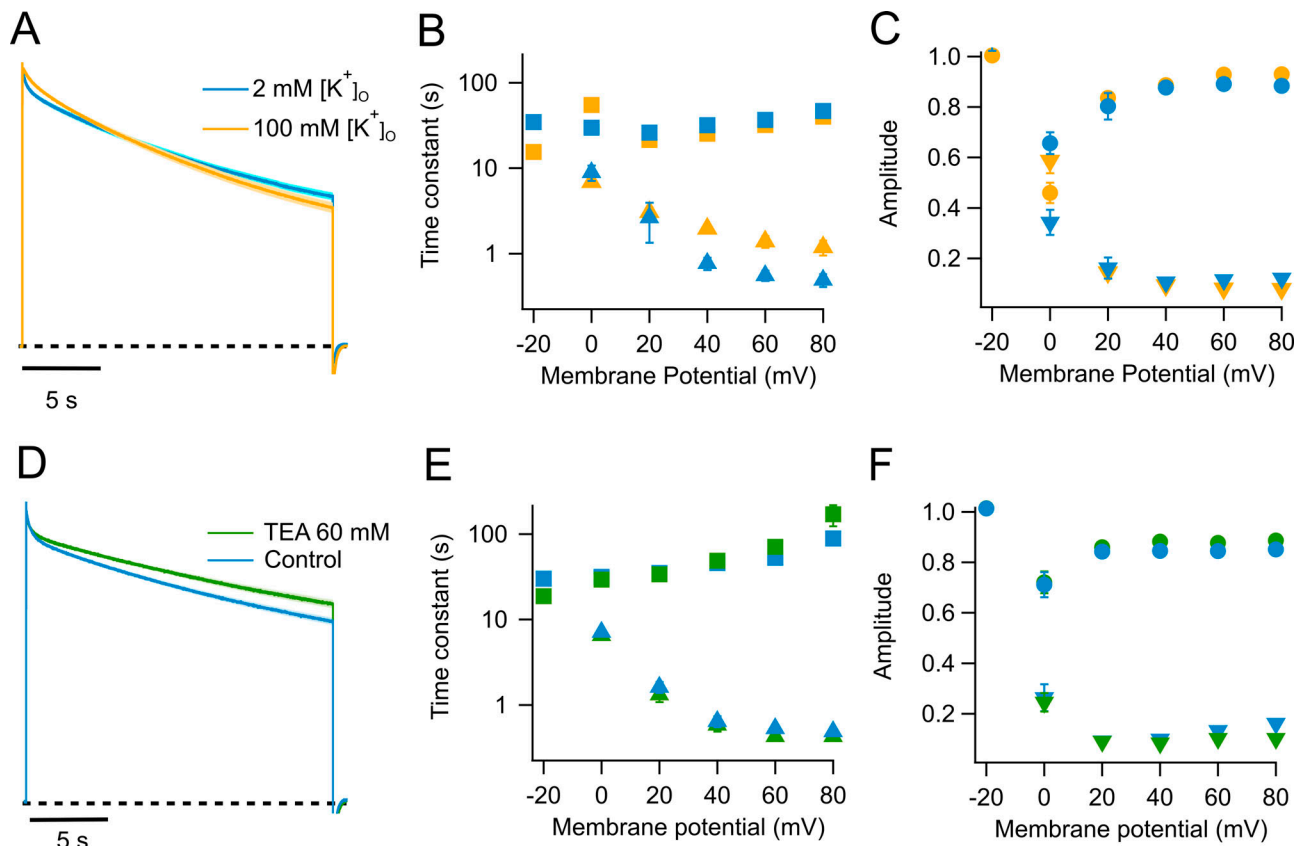 A
2 mM [K+]O
100 mM [K+]O
5 s
B
Time constant (s)
100
10
1
-20 0 20 40 60 80
Membrane Potential (mV)
C
Amplitude
1.0
0.8
0.6
0.4
0.2
-20 0 20 40 60 80
Membrane Potential (mV)
D
TEA 60 mM
Control
5 s
E
Time constant (s)
100
10
1
-20 0 20 40 60 80
Membrane potential (mV)
F
Amplitude
1.0
0.8
0.6
0.4
0.2
-20 0 20 40 60 80
Membrane potential (mV)